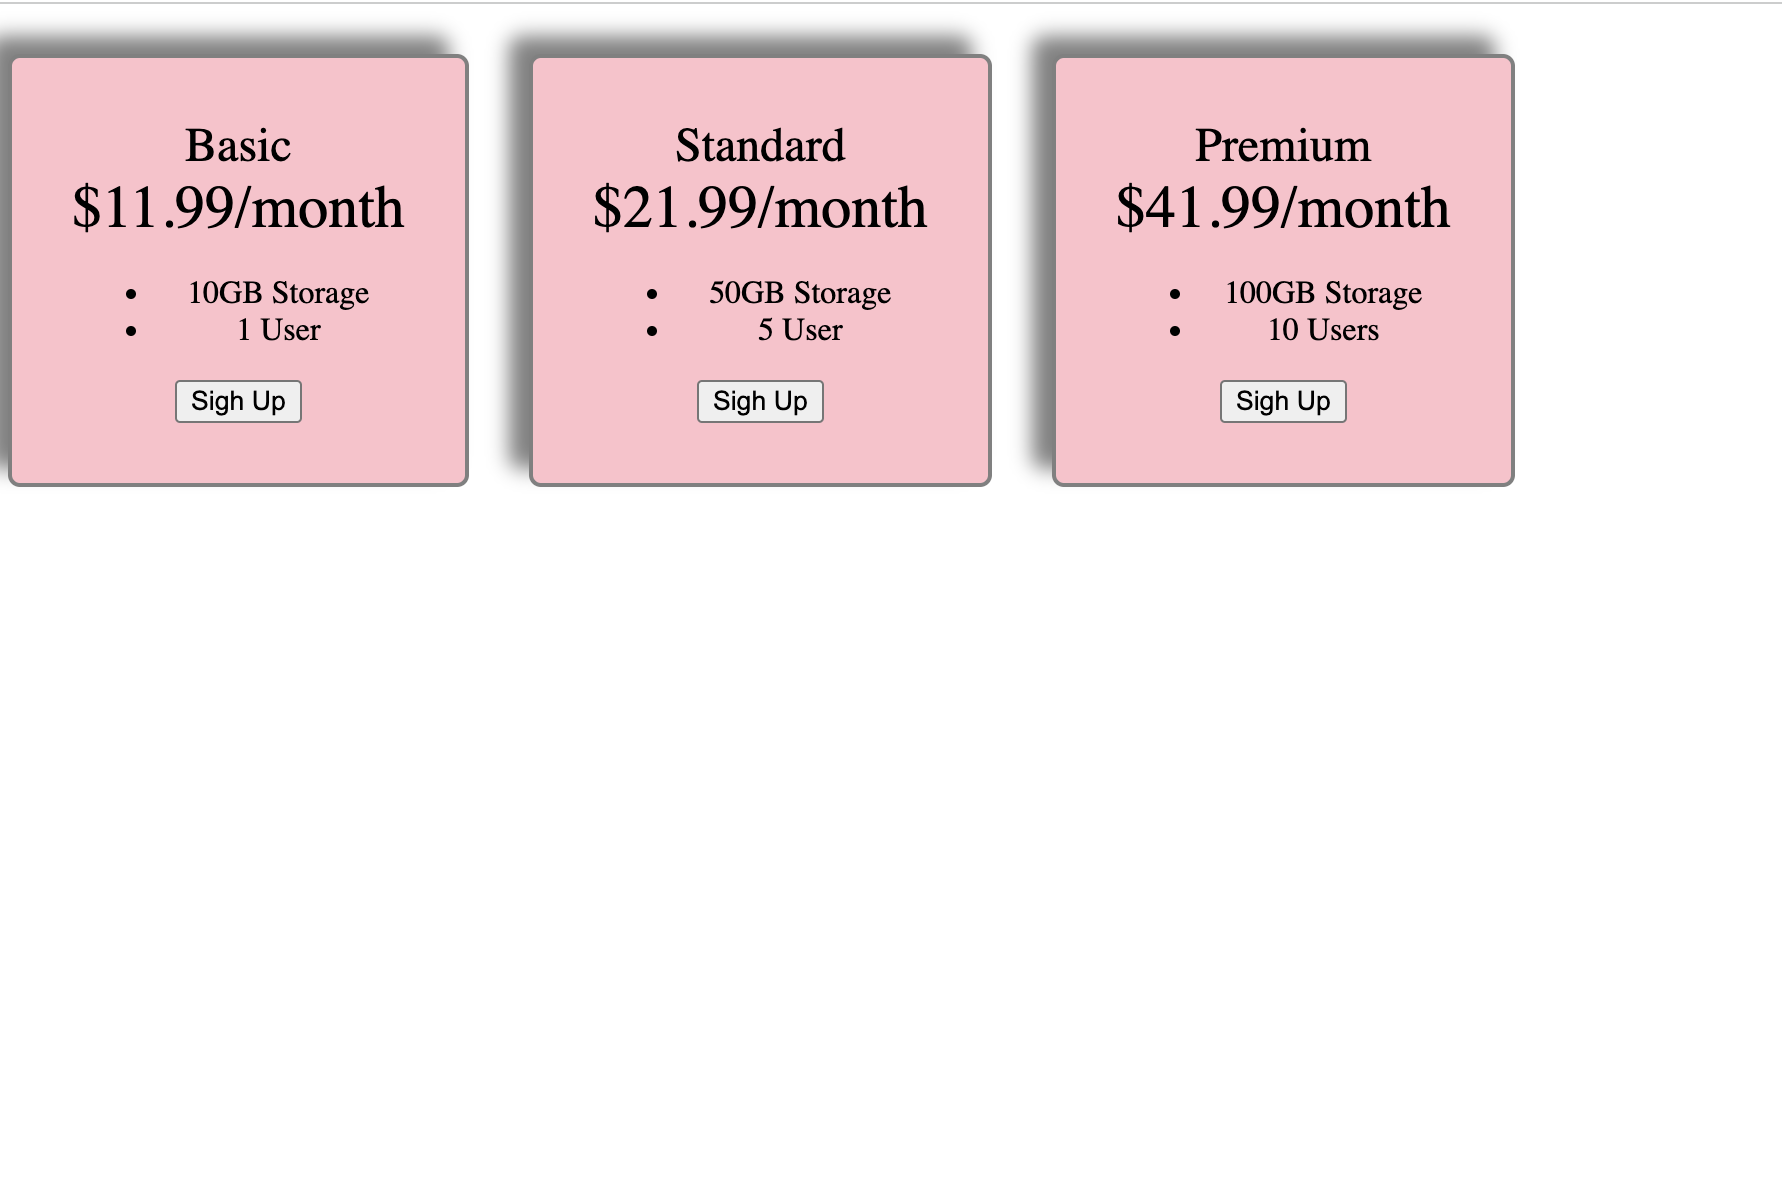 Basic
$11.99/month
• 10GB Storage
• 1 User
Sigh Up
Standard
$21.99/month
• 50GB Storage
• 5 User
Sigh Up
Premium
$41.99/month
• 100GB Storage
• 10 Users
Sigh Up